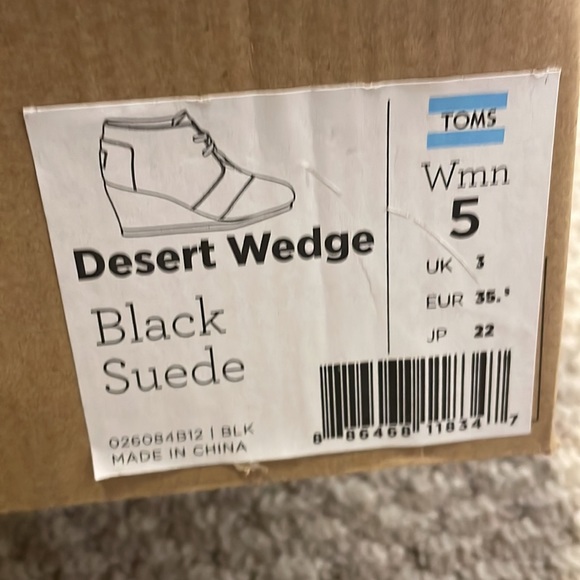 TOMS
Wmn
5
UK 3
EUR 35.
JP 22
Desert Wedge
Black
Suede
026084B12 | BLK
MADE IN CHINA
8 86468 11834 7